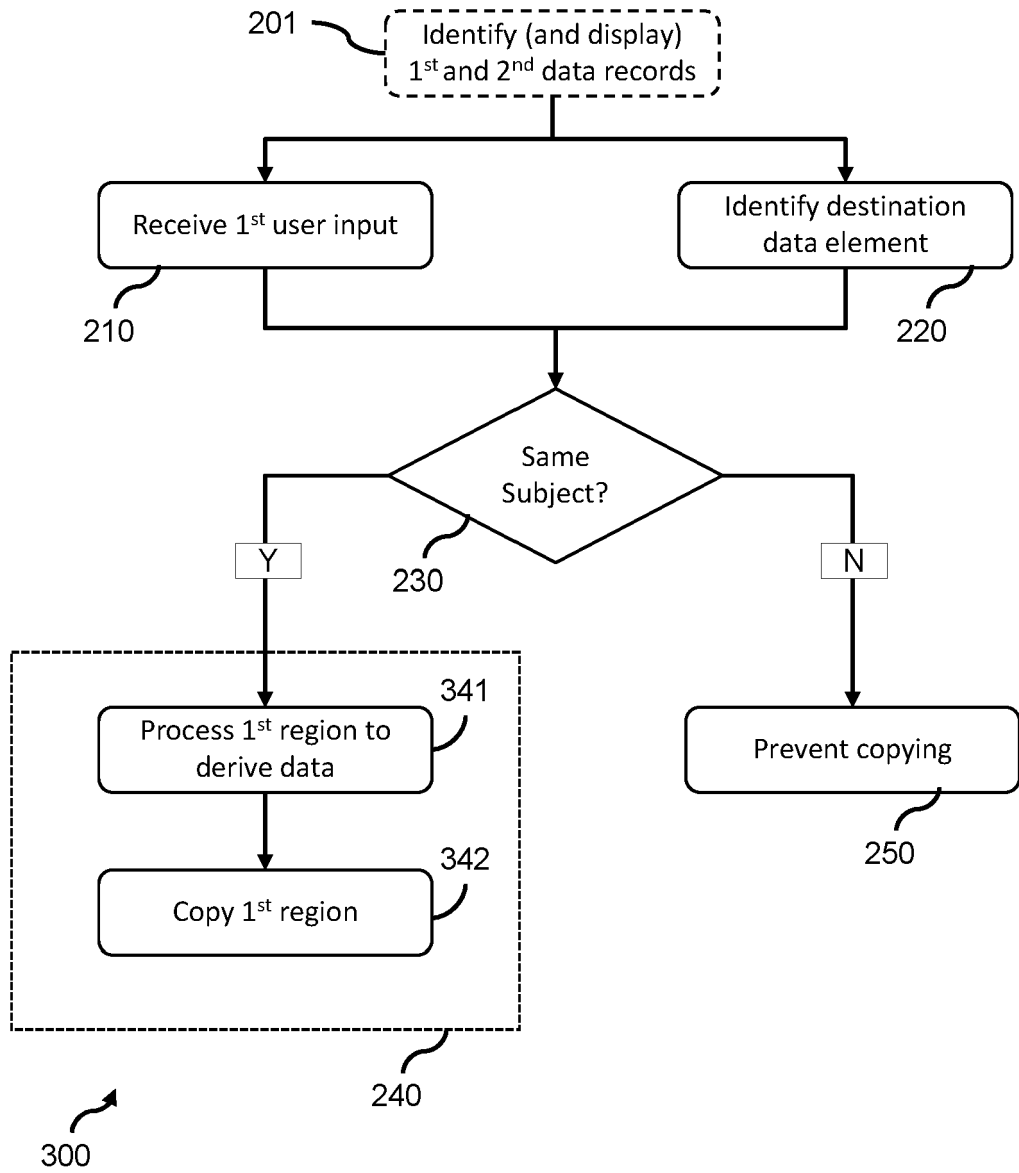 201
Identify (and display)
1st and 2nd data records
Receive 1st user input
Identify destination
data element
210
220
Same
Subject?
230
Y
N
341
Process 1st region to
derive data
Prevent copying
250
342
Copy 1st region
240
300